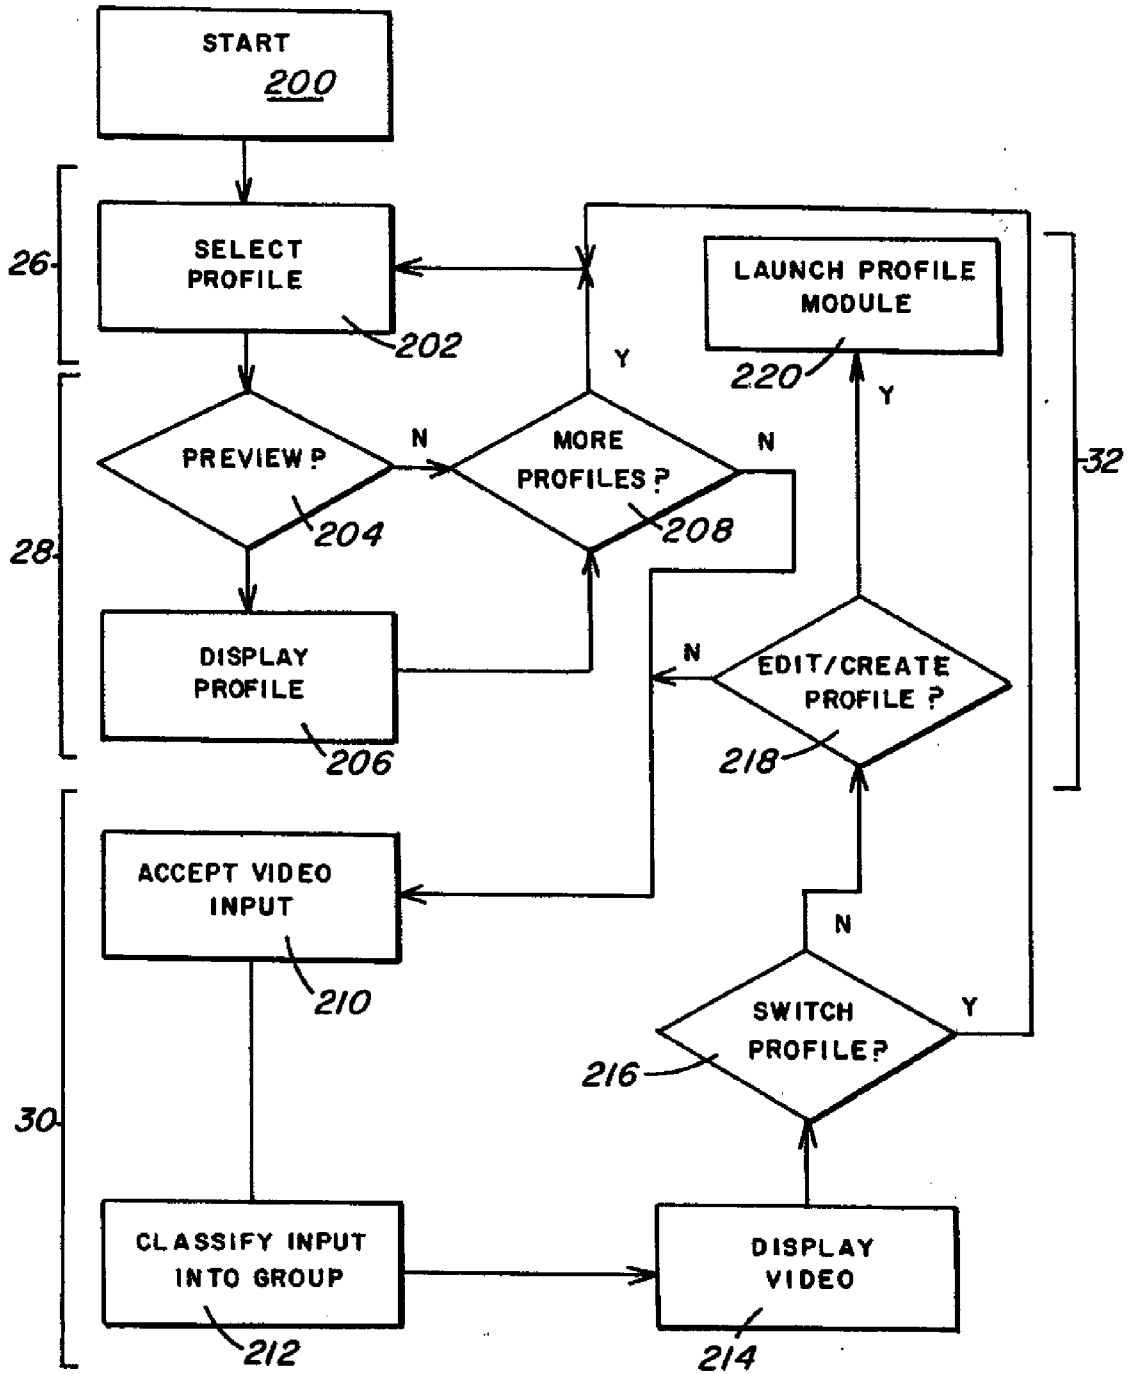 START
200
SELECT
PROFILE
26
202
LAUNCH PROFILE
MODULE
220
Y
Y
32
PREVIEW?
204
N
MORE
PROFILES?
208
N
28
DISPLAY
PROFILE
206
N
EDIT/CREATE
PROFILE?
218
ACCEPT VIDEO
INPUT
210
N
SWITCH
PROFILE?
216
Y
30
CLASSIFY INPUT
INTO GROUP
212
DISPLAY
VIDEO
214